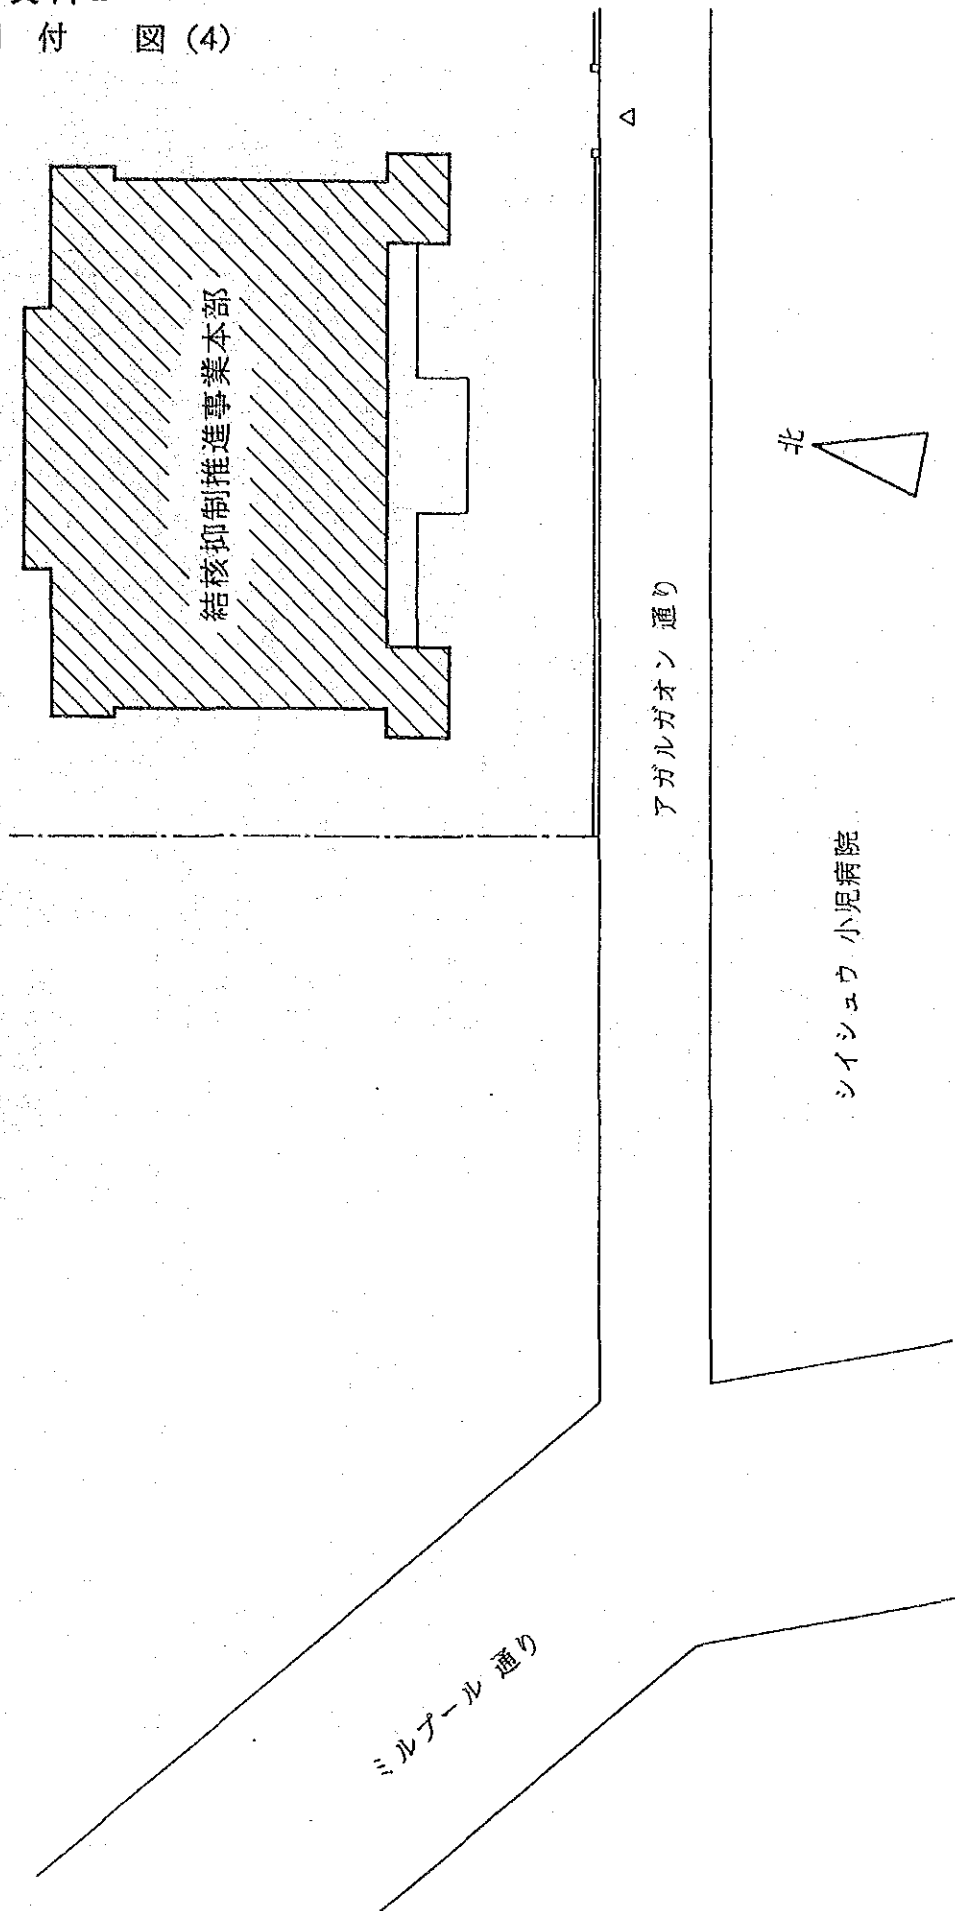 付 図 (4)
結核抑制推進事業本部
北
アガルガオン 通り
シイシュウ 小児病院
ミルプール 通り